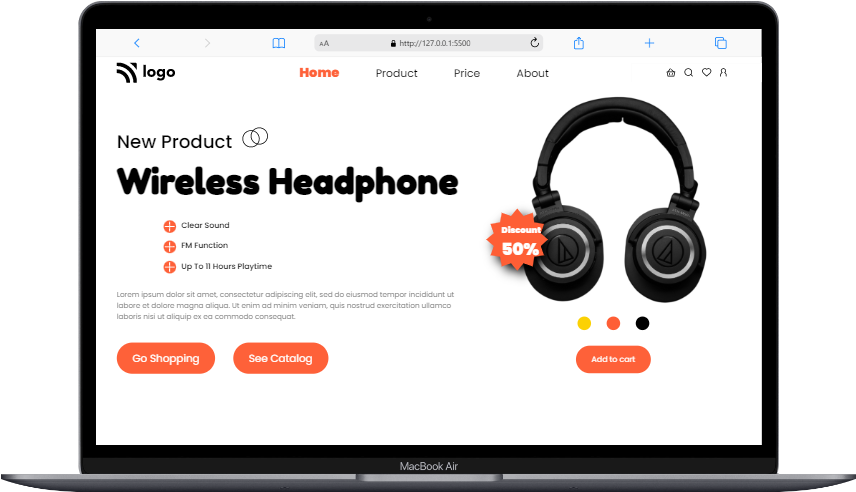 AA
http://127.0.0.1:5500
logo
Home
Product
Price
About
New Product
Wireless Headphone
Clear Sound
FM Function
Up To 11 Hours Playtime
Lorem ipsum dolor sit amet, consectetur adipiscing elit, sed do eiusmod tempor incididunt ut
labore et dolore magna aliqua. Ut enim ad minim veniam, quis nostrud exercitation ullamco
laboris nisi ut aliquip ex ea commodo consequat.
Go Shopping
See Catalog
Discount
50%
Add to cart
MacBook Air